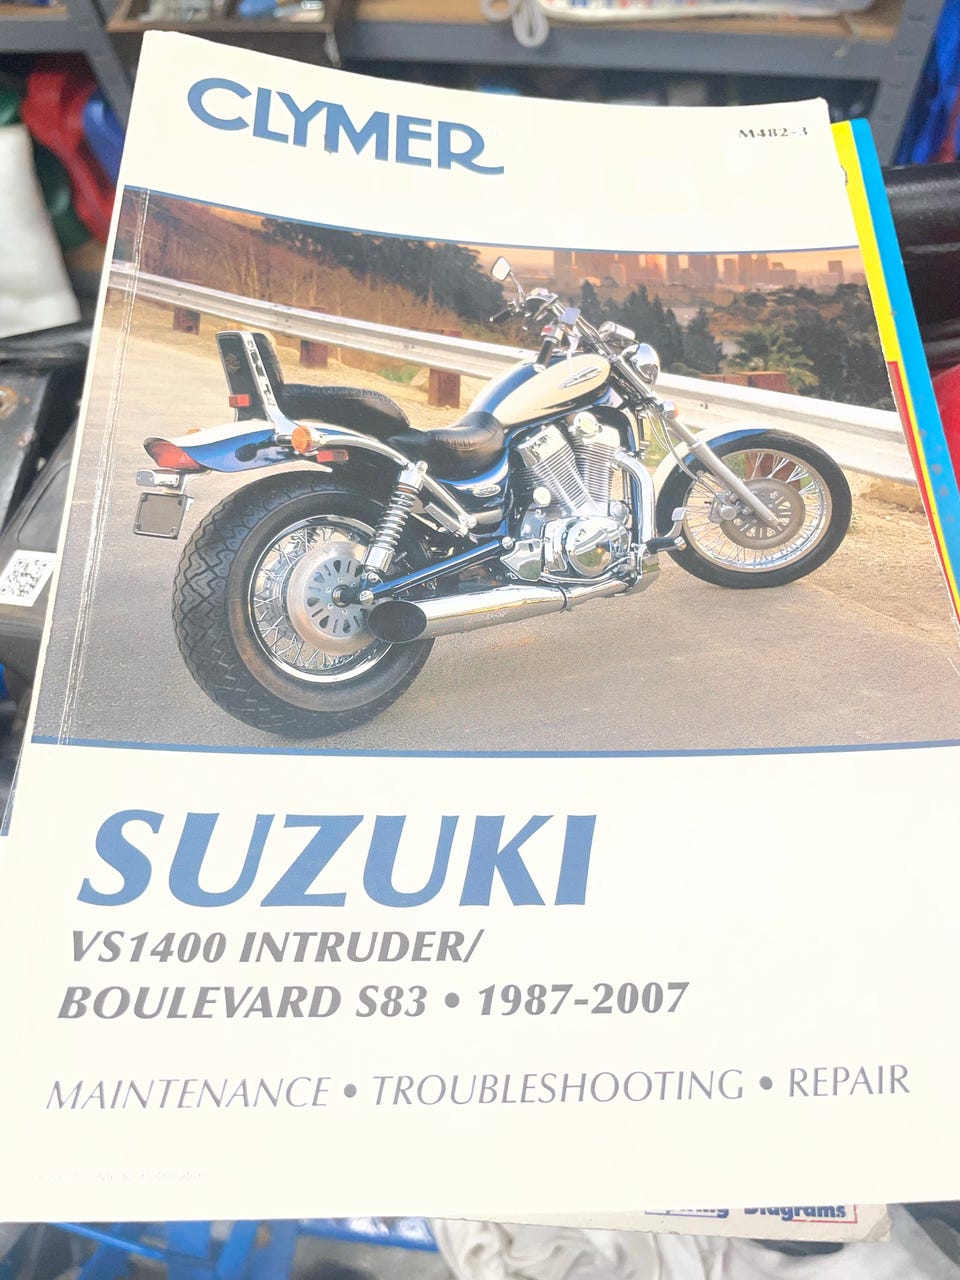 CLYMER
M482-3
SUZUKI
VS1400 INTRUDER/
BOULEVARD S83 • 1987-2007
MAINTENANCE • TROUBLESHOOTING • REPAIR
Diagrams